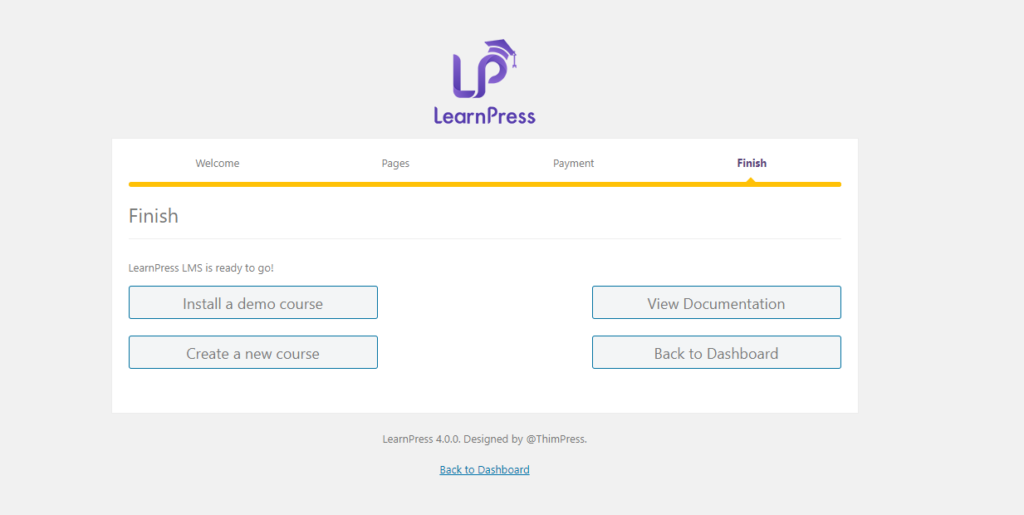 LP
LearnPress
Welcome Pages Payment Finish
Finish
LearnPress LMS is ready to go!
Install a demo course View Documentation
Create a new course Back to Dashboard
LearnPress 4.0.0. Designed by @ThimPress.
Back to Dashboard